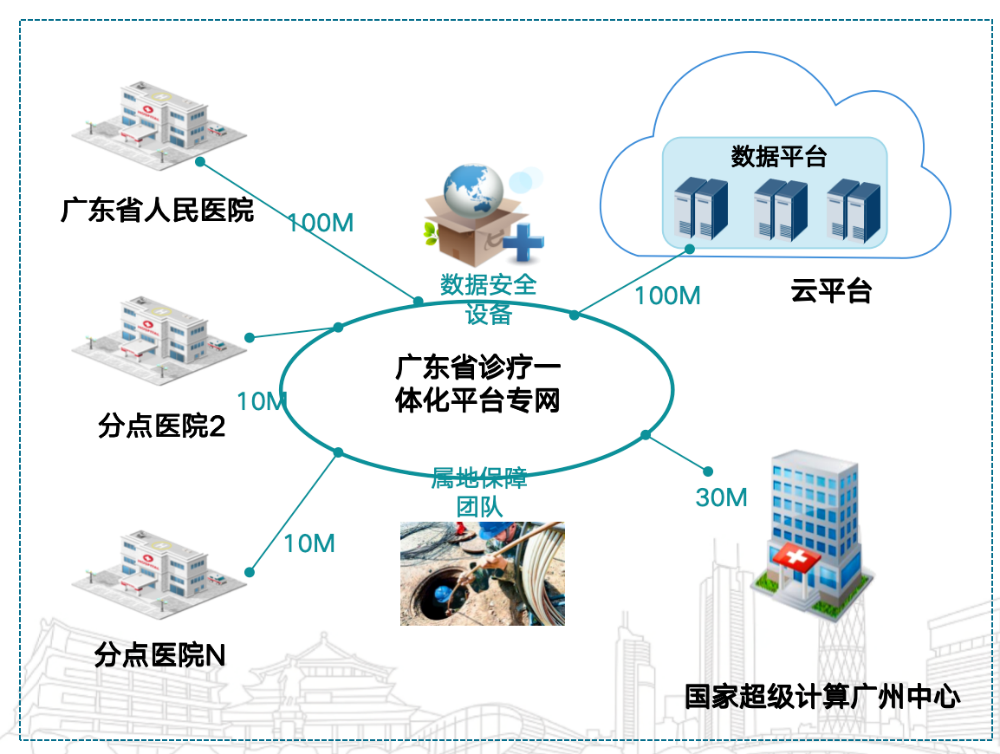 广东省人民医院
100M
数据安全
设备
数据平台
100M
云平台
广东省诊疗一
体化平台专网
10M
分点医院2
属地保障
团队
30M
10M
分点医院N
国家超级计算广州中心